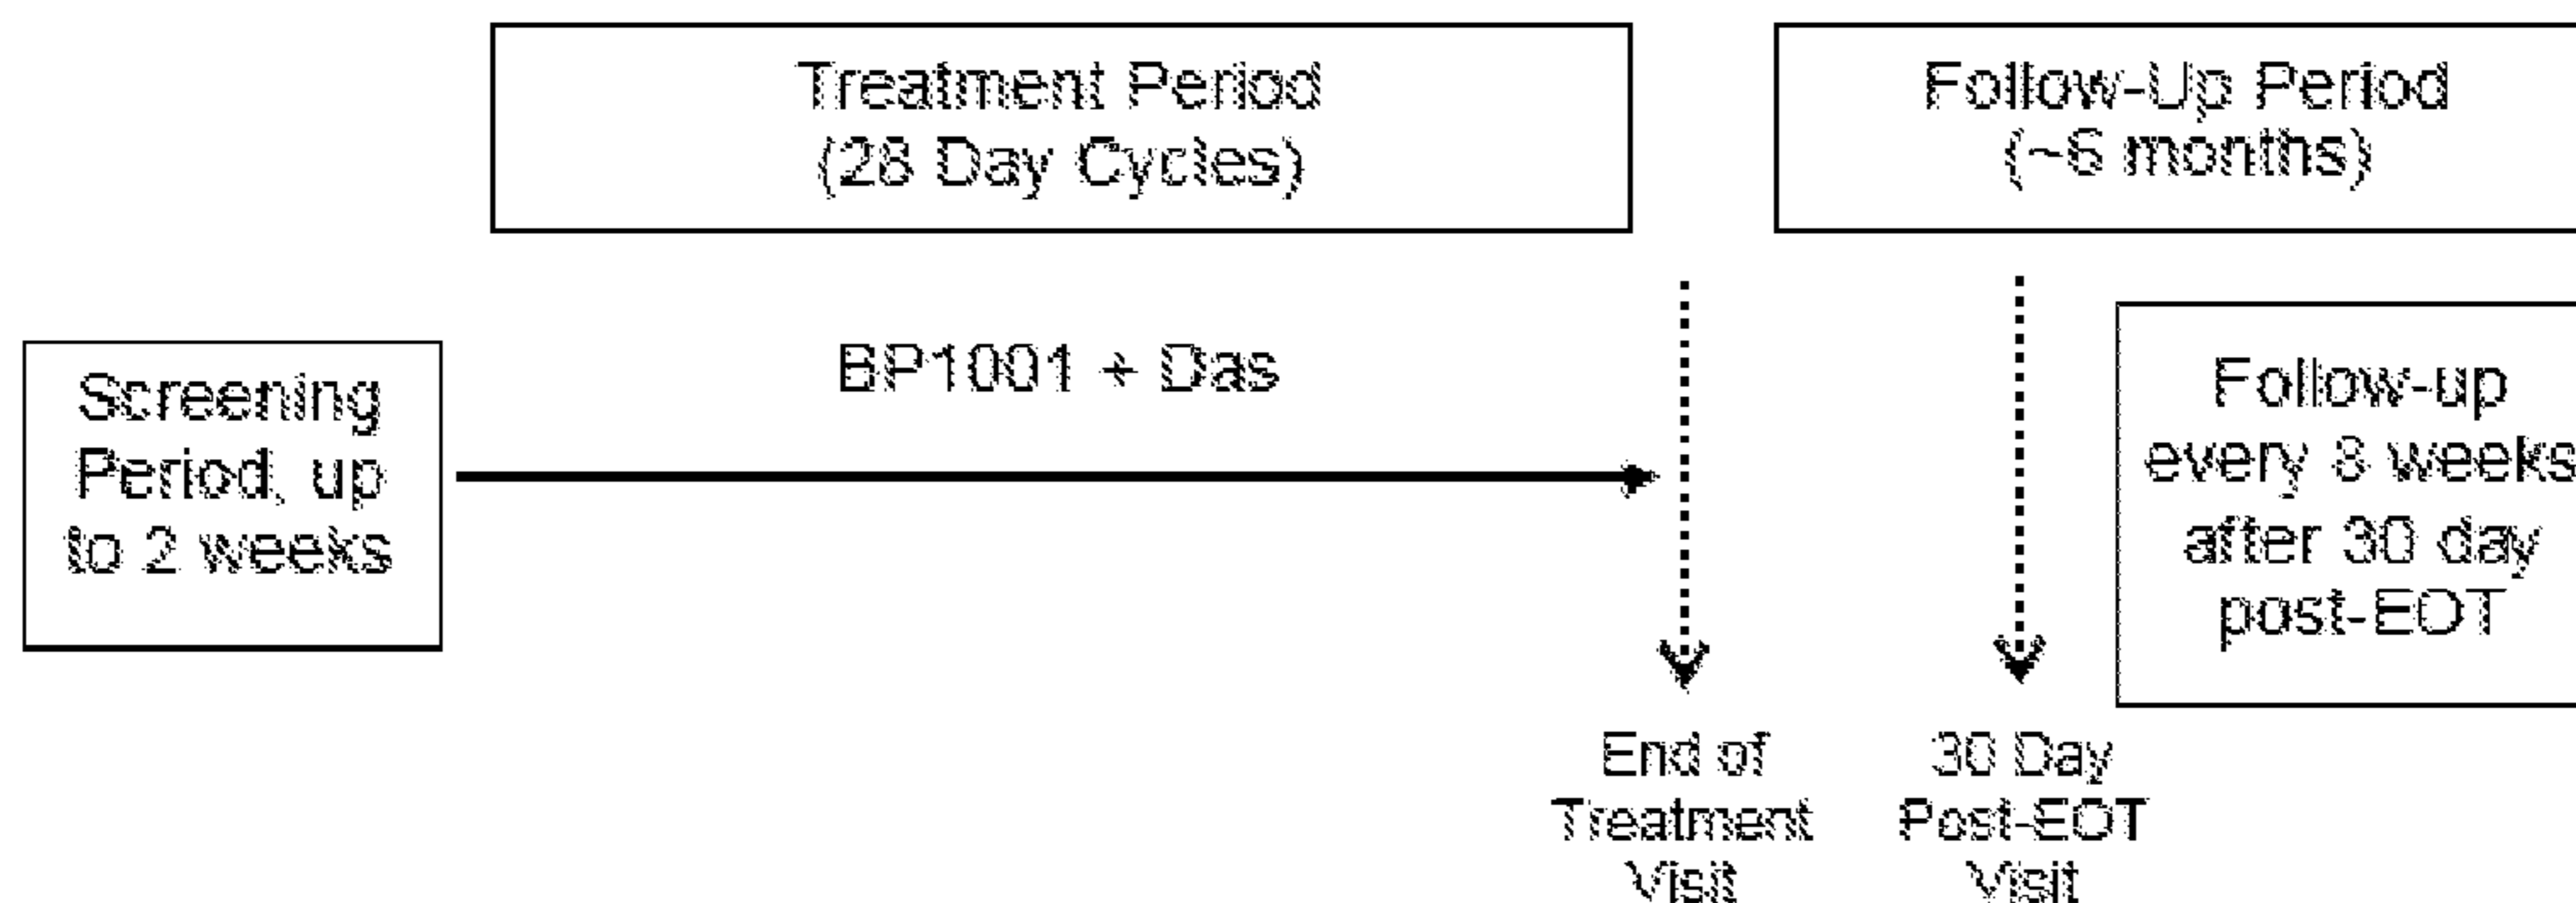 Treatment Period
(28 Day Cycles)
Follow-Up Period
(~6 months)
Screening
Period, up
to 2 weeks
BP1001 + Das
Follow-up
every 8 weeks
after 30 day
post-EOT
End of
Treatment
Visit
30 Day
Post-EOT
Visit